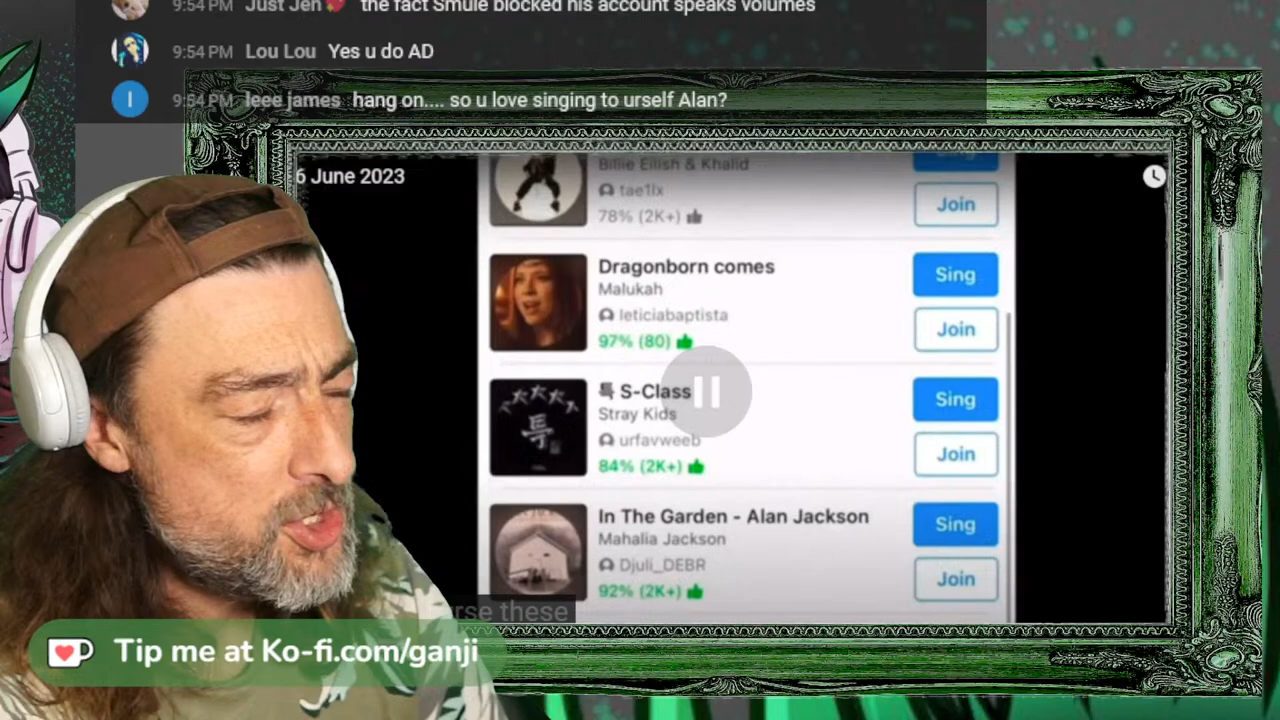 9:54 PM Just Jen the fact Smule blocked his account speaks volumes
9:54 PM Lou Lou Yes u do AD
I 9:54 PM leee james hang on.... so u love singing to urself Alan?
6 June 2023
Billie Eilish & Khalid
tae1lx
78% (2K+)
Join
Dragonborn comes
Malukah
leticiabaptista
97% (80)
Sing
Join
특 S-Class
Stray Kids
urfavweeb
84% (2K+)
Sing
Join
In The Garden - Alan Jackson
Mahalia Jackson
Djuli_DEBR
92% (2K+)
Sing
Join
these
Tip me at Ko-fi.com/ganji